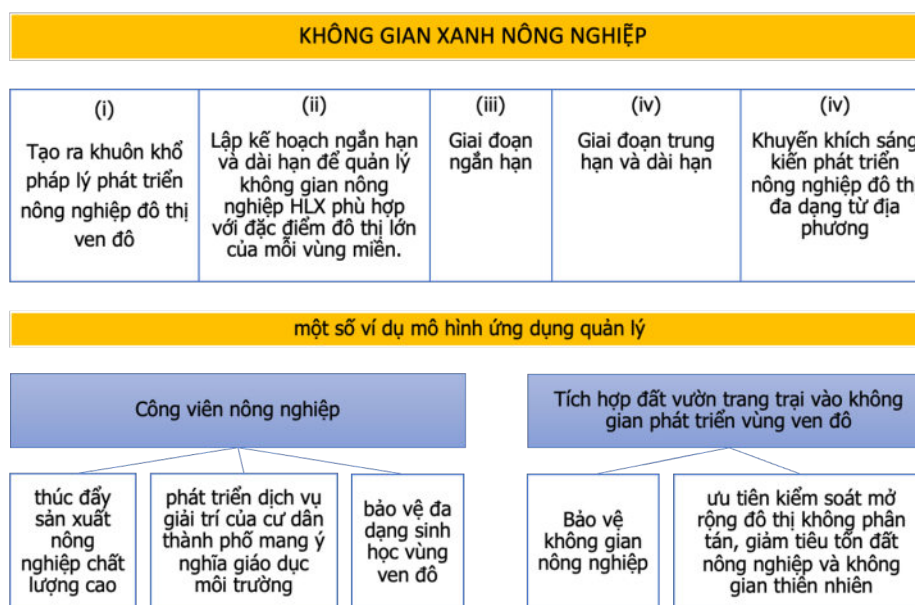 KHÔNG GIAN XANH NÔNG NGHIỆP
(i)
Tạo ra khuôn khổ
pháp lý phát triển
nông nghiệp đô thị
ven đô
(ii)
Lập kế hoạch ngắn hạn
và dài hạn để quản lý
không gian nông
nghiệp HLX phù hợp
với đặc điểm đô thị lớn
của mỗi vùng miền.
(iii)
Giai đoạn
ngắn hạn
(iv)
Giai đoạn trung
hạn và dài hạn
(iv)
Khuyến khích sáng
kiến phát triển
nông nghiệp đô thị
đa dạng từ địa
phương
một số ví dụ mô hình ứng dụng quản lý
Công viên nông nghiệp
thúc đẩy
sản xuất
nông
nghiệp chất
lượng cao
phát triển dịch vụ
giải trí của cư dân
thành phố mang ý
nghĩa giáo dục
môi trường
bảo vệ đa
dạng sinh
học vùng
ven đô
Tích hợp đất vườn trang trại vào không
gian phát triển vùng ven đô
Bảo vệ
không gian
nông nghiệp
ưu tiên kiểm soát mở
rộng đô thị không phân
tán, giảm tiêu tốn đất
nông nghiệp và không
gian thiên nhiên